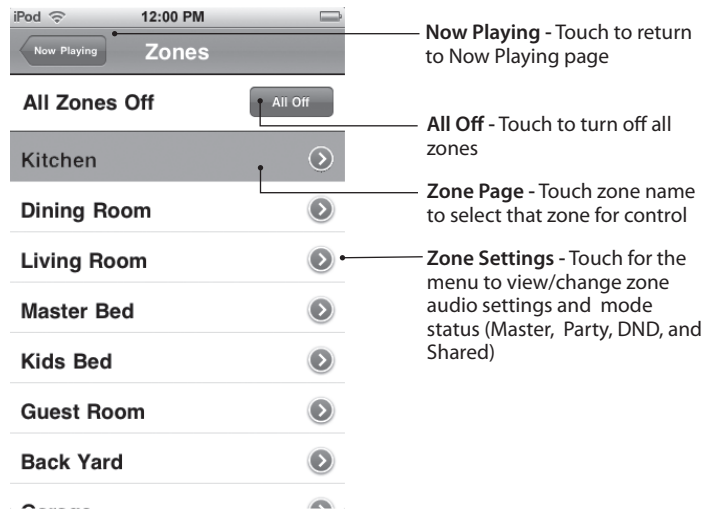 iPod 12:00 PM
Now Playing Zones
All Zones Off All Off
Kitchen
Dining Room
Living Room
Master Bed
Kids Bed
Guest Room
Back Yard
Now Playing - Touch to return
to Now Playing page
All Off - Touch to turn off all
zones
Zone Page - Touch zone name
to select that zone for control
Zone Settings - Touch for the
menu to view/change zone
audio settings and mode
status (Master, Party, DND, and
Shared)